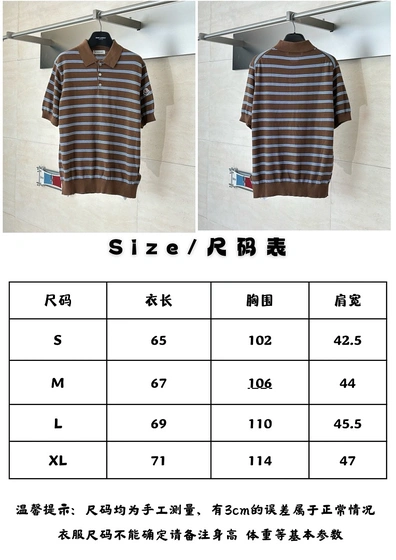 Size/尺码表
尺码 衣长 胸围 肩宽
S 65 102 42.5
M 67 106 44
L 69 110 45.5
XL 71 114 47
温馨提示: 尺码均为手工测量、有3cm的误差属于正常情况
衣服尺码不能确定请备注身高 体重等基本参数